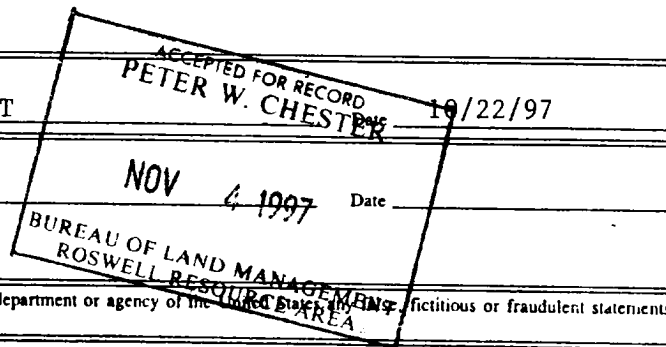 ACCEPTED FOR RECORD
PETER W. CHESTER
T
Date 10/22/97
NOV 4 1997
Date
BUREAU OF LAND MANAGEMENT
ROSWELL RESOURCE AREA
department or agency of the United States any false, fictitious or fraudulent statements